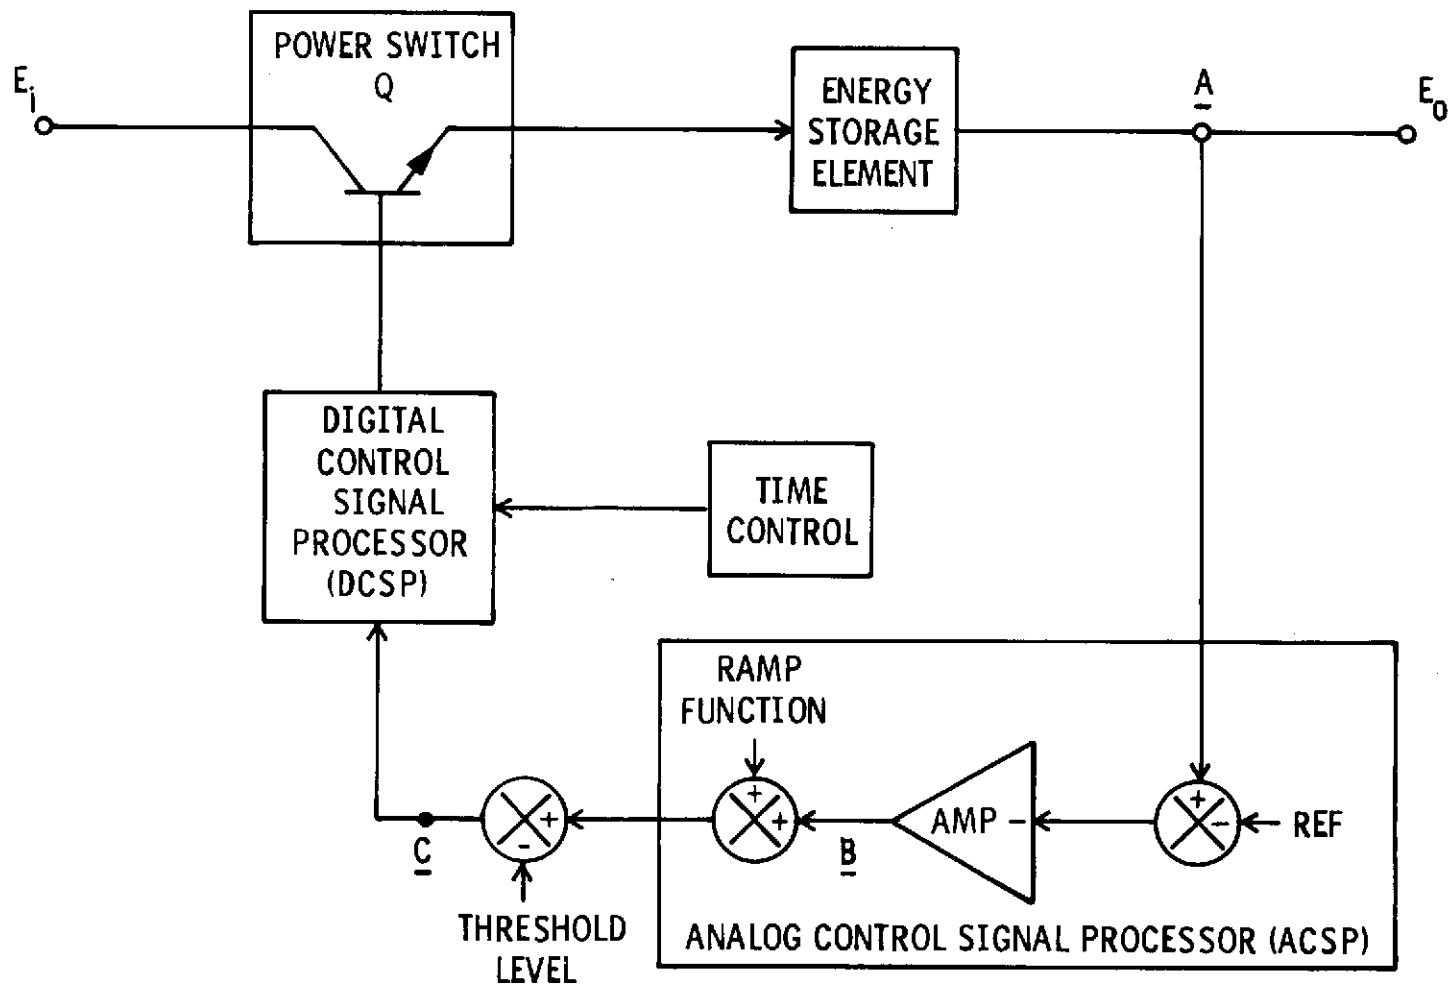 POWER SWITCH
Q
E_i
ENERGY
STORAGE
ELEMENT
A
E_o
DIGITAL
CONTROL
SIGNAL
PROCESSOR
(DCSP)
TIME
CONTROL
RAMP
FUNCTION
+
+
+
-
C
B
AMP -
+
-
REF
THRESHOLD
LEVEL
ANALOG CONTROL SIGNAL PROCESSOR (ACSP)